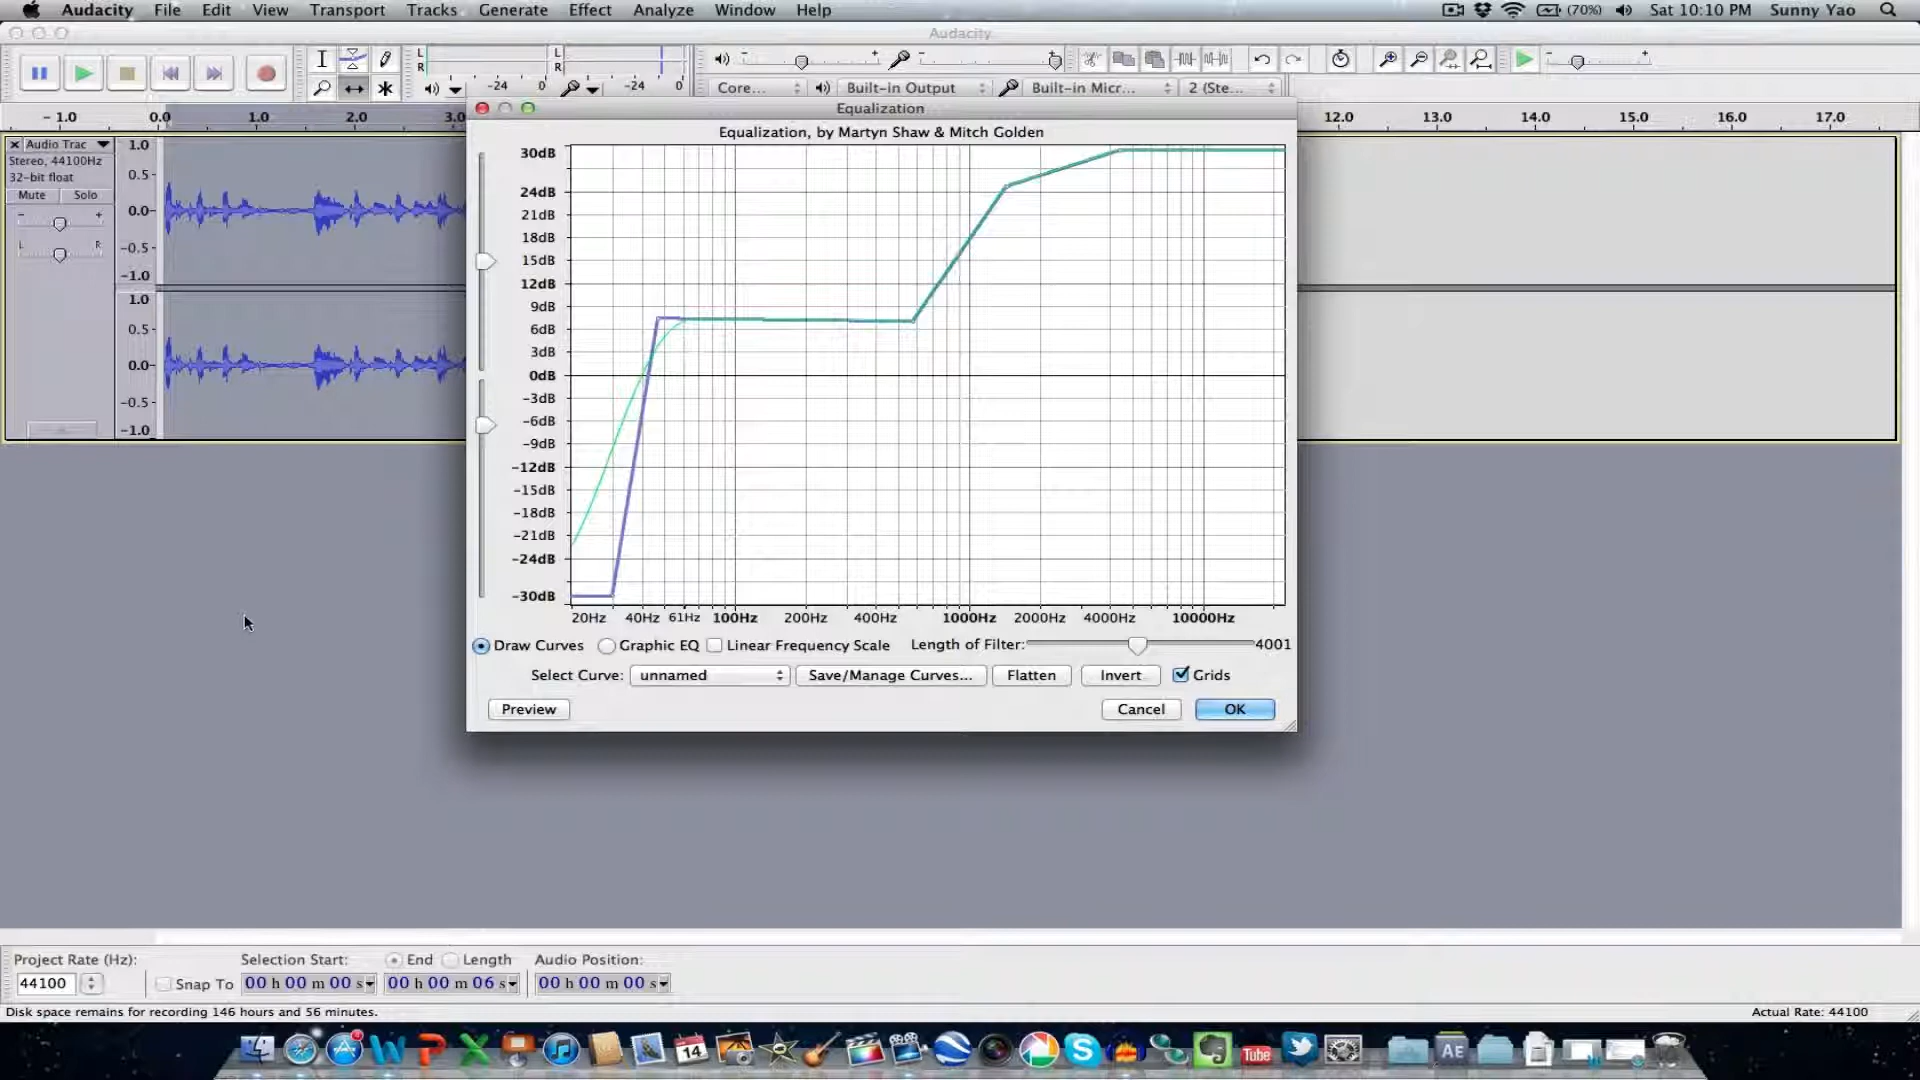 Audacity File Edit View Transport Tracks Generate Effect Analyze Window Help (70%) Sat 10:10 PM Sunny Yao
Audacity
L L
R R
-24 0 -24 0 Core... Built-in Output Built-in Micr... 2 (Ste...
Equalization
- 1.0 0.0 1.0 2.0 3.0 12.0 13.0 14.0 15.0 16.0 17.0
Equalization, by Martyn Shaw & Mitch Golden
Audio Trac 1.0
Stereo, 44100Hz
32-bit float 0.5
Mute Solo
- + 0.0
L R -0.5
-1.0
1.0
0.5
0.0
-0.5
-1.0
30dB
24dB
21dB
18dB
15dB
12dB
9dB
6dB
3dB
0dB
-3dB
-6dB
-9dB
-12dB
-15dB
-18dB
-21dB
-24dB
-30dB
20Hz 40Hz 61Hz 100Hz 200Hz 400Hz 1000Hz 2000Hz 4000Hz 10000Hz
Draw Curves Graphic EQ Linear Frequency Scale Length of Filter: 4001
Select Curve: unnamed Save/Manage Curves... Flatten Invert Grids
Preview Cancel OK
Project Rate (Hz): Selection Start: End Length Audio Position:
44100 Snap To 00 h 00 m 00 s 00 h 00 m 06 s 00 h 00 m 00 s
Disk space remains for recording 146 hours and 56 minutes. Actual Rate: 44100
14 Tube AE